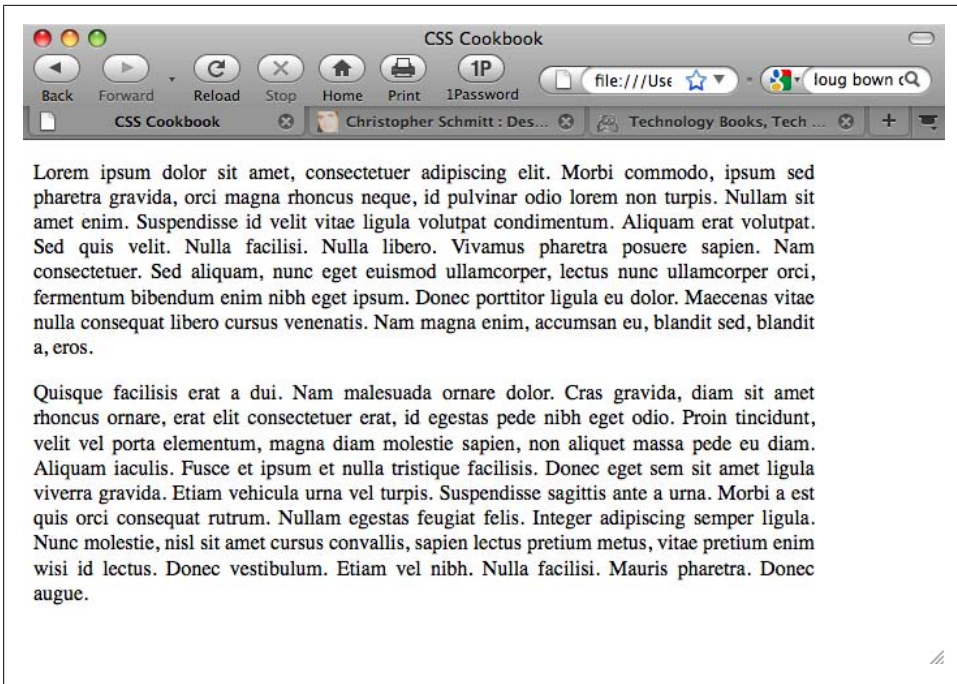 CSS Cookbook
1P
file:///Use
loug bown c
Back Forward Reload Stop Home Print 1Password
CSS Cookbook Christopher Schmitt : Des... Technology Books, Tech ... +
Lorem ipsum dolor sit amet, consectetuer adipiscing elit. Morbi commodo, ipsum sed
pharetra gravida, orci magna rhoncus neque, id pulvinar odio lorem non turpis. Nullam sit
amet enim. Suspendisse id velit vitae ligula volutpat condimentum. Aliquam erat volutpat.
Sed quis velit. Nulla facilisi. Nulla libero. Vivamus pharetra posuere sapien. Nam
consectetuer. Sed aliquam, nunc eget euismod ullamcorper, lectus nunc ullamcorper orci,
fermentum bibendum enim nibh eget ipsum. Donec porttitor ligula eu dolor. Maecenas vitae
nulla consequat libero cursus venenatis. Nam magna enim, accumsan eu, blandit sed, blandit
a, eros.
Quisque facilisis erat a dui. Nam malesuada ornare dolor. Cras gravida, diam sit amet
rhoncus ornare, erat elit consectetuer erat, id egestas pede nibh eget odio. Proin tincidunt,
velit vel porta elementum, magna diam molestie sapien, non aliquet massa pede eu diam.
Aliquam iaculis. Fusce et ipsum et nulla tristique facilisis. Donec eget sem sit amet ligula
viverra gravida. Etiam vehicula urna vel turpis. Suspendisse sagittis ante a urna. Morbi a est
quis orci consequat rutrum. Nullam egestas feugiat felis. Integer adipiscing semper ligula.
Nunc molestie, nisl sit amet cursus convallis, sapien lectus pretium metus, vitae pretium enim
wisi id lectus. Donec vestibulum. Etiam vel nibh. Nulla facilisi. Mauris pharetra. Donec
augue.